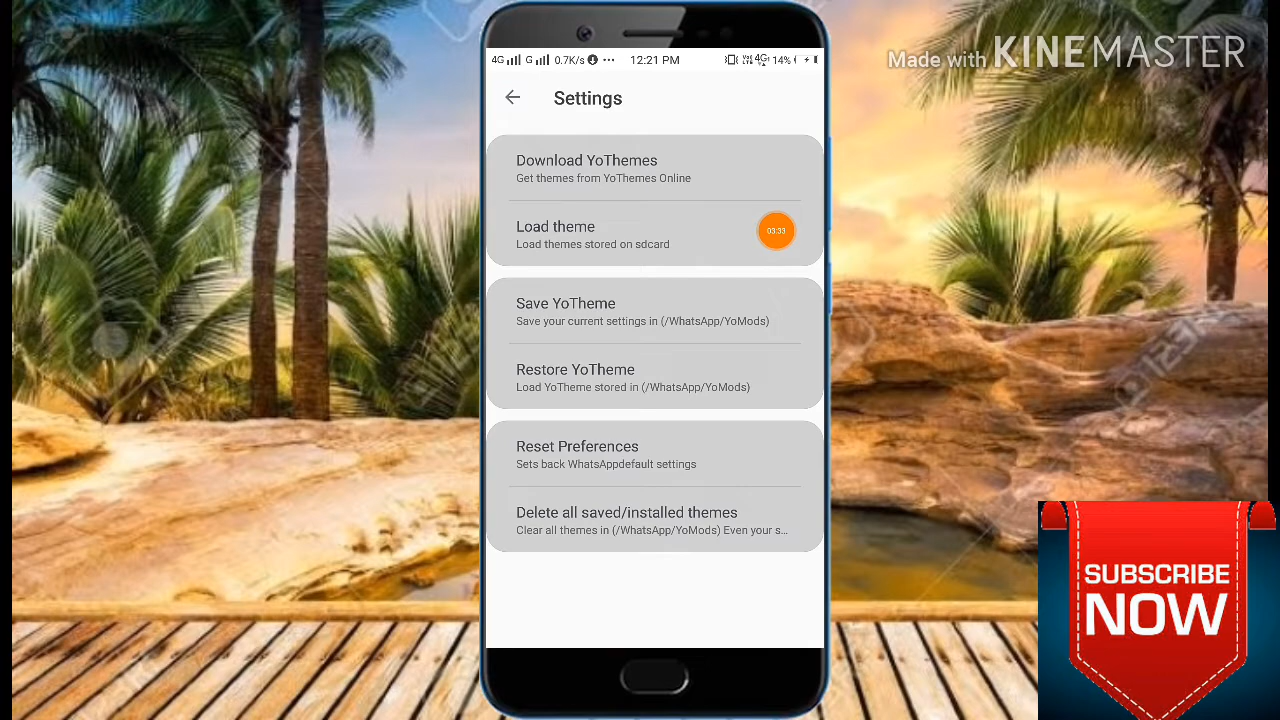 Made with KINEMASTER
4G G 0.7K/s ... 12:21 PM 4G 14%
Settings
Download YoThemes
Get themes from YoThemes Online
Load theme
03:33
Load themes stored on sdcard
Save YoTheme
Save your current settings in (/WhatsApp/YoMods)
Restore YoTheme
Load YoTheme stored in (/WhatsApp/YoMods)
Reset Preferences
Sets back WhatsAppdefault settings
Delete all saved/installed themes
Clear all themes in (/WhatsApp/YoMods) Even your s...
SUBSCRIBE
NOW